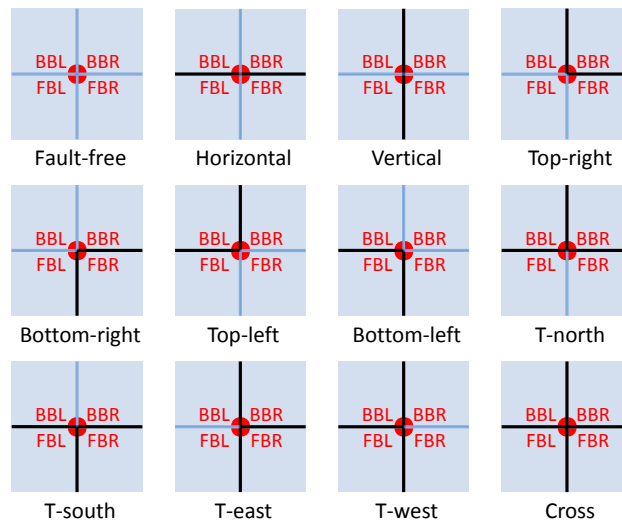 BBL BBR BBL BBR BBL BBR BBL BBR
FBL FBR FBL FBR FBL FBR FBL FBR
Fault-free Horizontal Vertical Top-right
BBL BBR BBL BBR BBL BBR BBL BBR
FBL FBR FBL FBR FBL FBR FBL FBR
Bottom-right Top-left Bottom-left T-north
BBL BBR BBL BBR BBL BBR BBL BBR
FBL FBR FBL FBR FBL FBR FBL FBR
T-south T-east T-west Cross